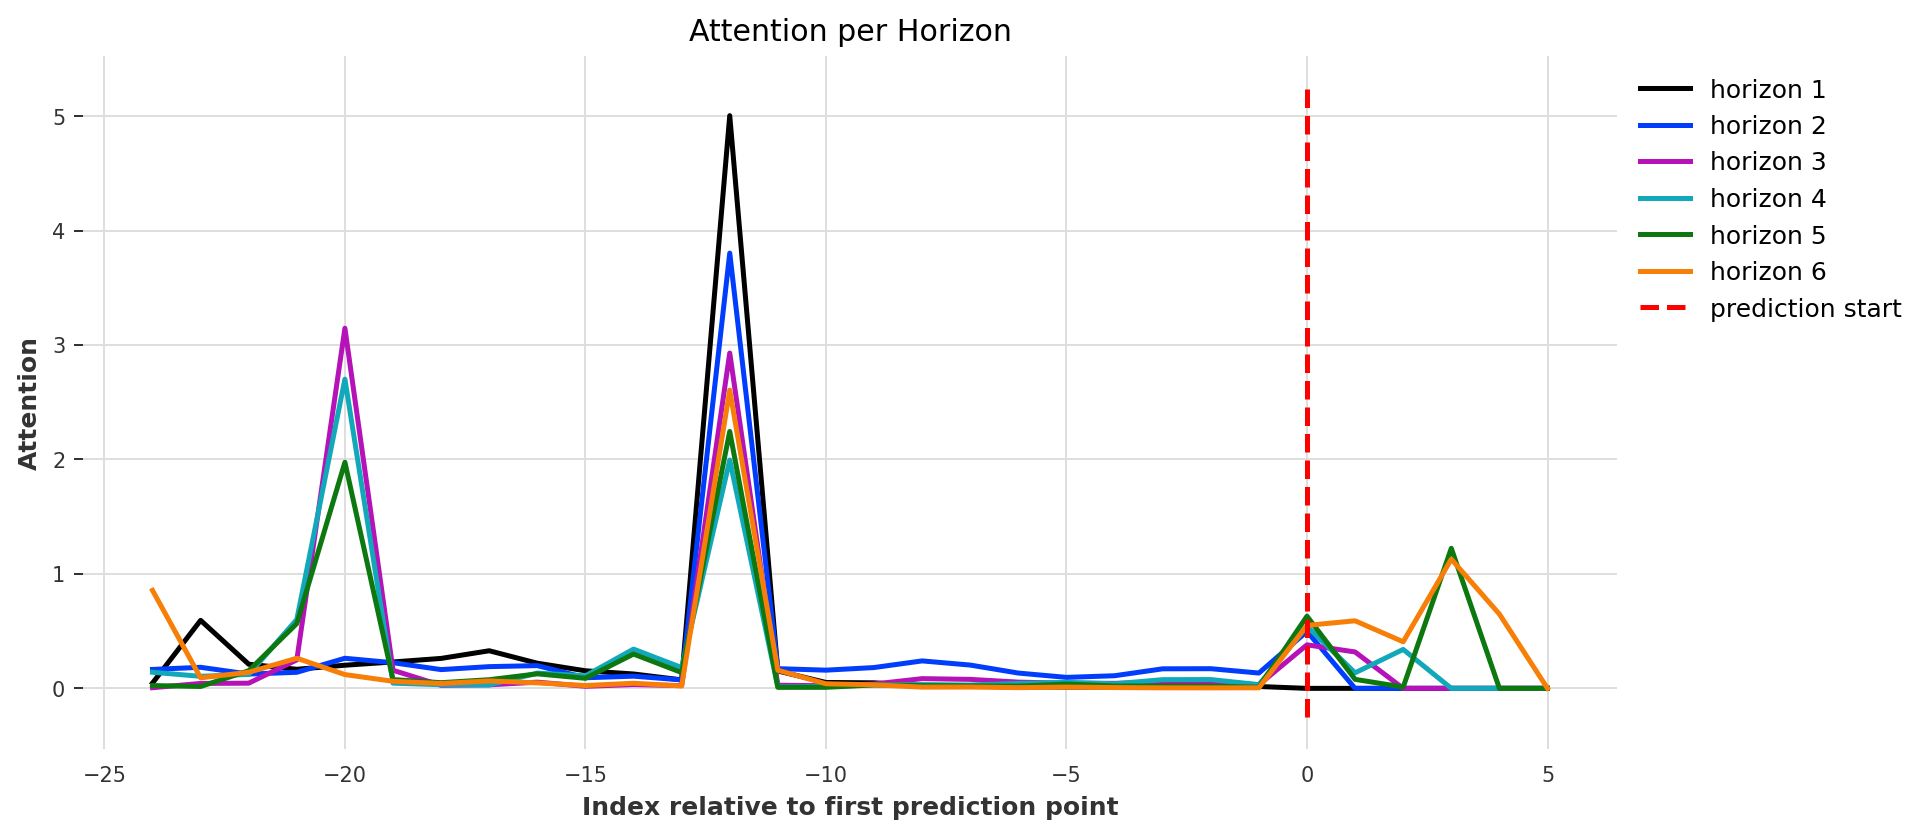 Attention per Horizon
horizon 1
horizon 2
horizon 3
horizon 4
horizon 5
horizon 6
prediction start
Attention
5
4
3
2
1
0
−25
−20
−15
−10
−5
0
5
Index relative to first prediction point